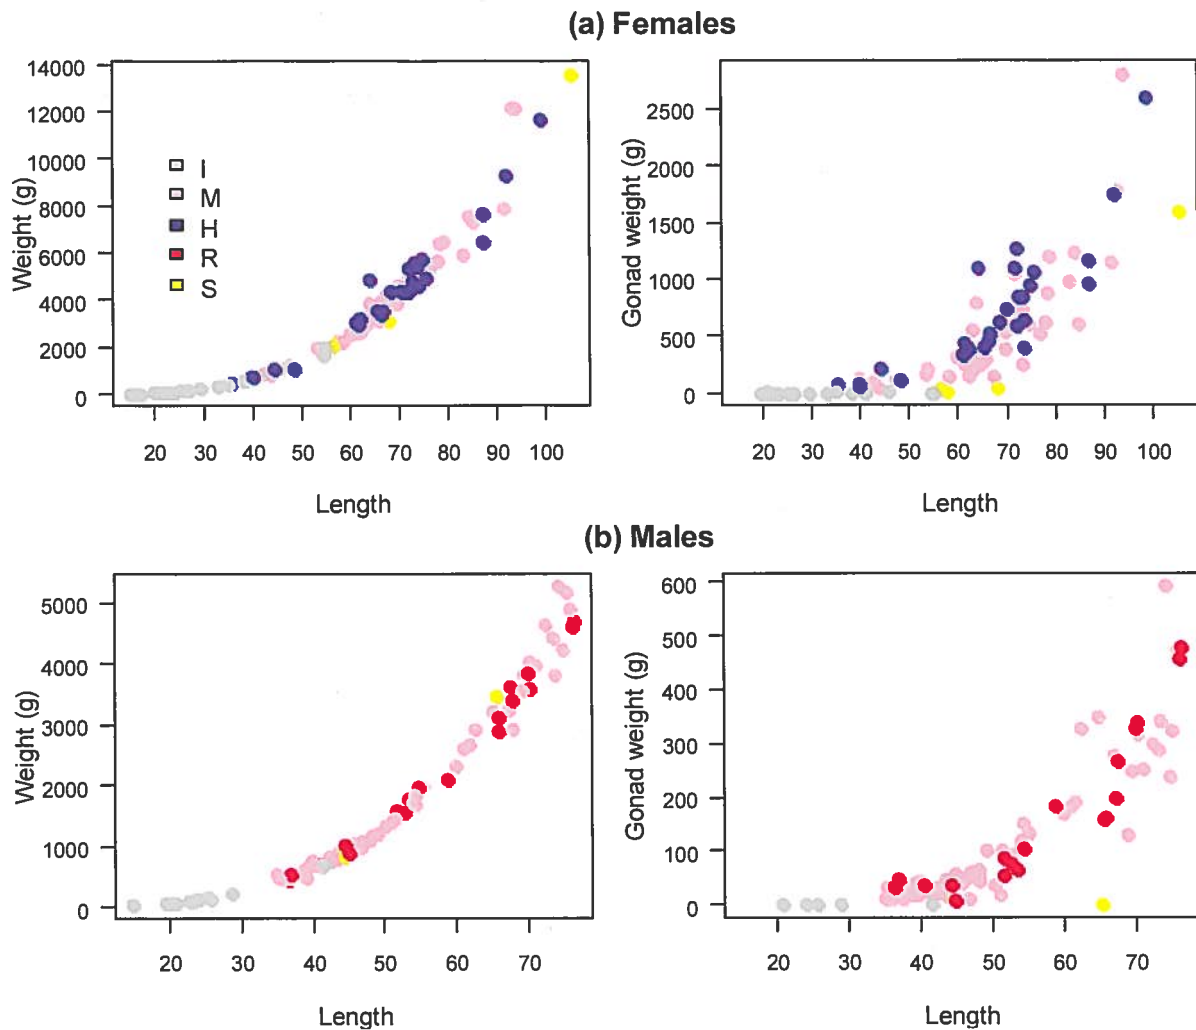 (a) Females
Weight (g)
14000
12000
10000
8000
6000
4000
2000
0
I
M
H
R
S
20 30 40 50 60 70 80 90 100
Length
Gonad weight (g)
2500
2000
1500
1000
500
0
20 30 40 50 60 70 80 90 100
Length
(b) Males
Weight (g)
5000
4000
3000
2000
1000
0
20 30 40 50 60 70
Length
Gonad weight (g)
600
500
400
300
200
100
0
20 30 40 50 60 70
Length